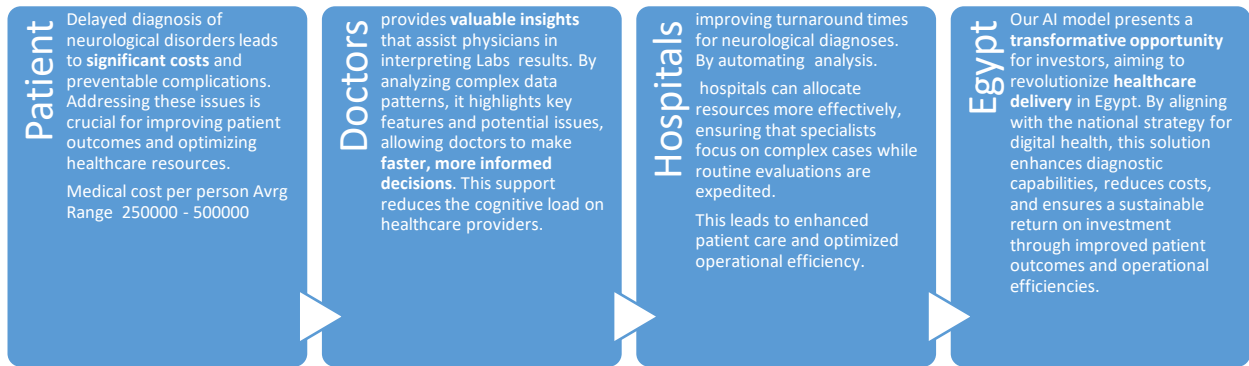 Patient
Delayed diagnosis of
neurological disorders leads
to significant costs and
preventable complications.
Addressing these issues is
crucial for improving patient
outcomes and optimizing
healthcare resources.
Medical cost per person Avrg
Range 250000 - 500000
Doctors
provides valuable insights
that assist physicians in
interpreting Labs results. By
analyzing complex data
patterns, it highlights key
features and potential issues,
allowing doctors to make
faster, more informed
decisions. This support
reduces the cognitive load on
healthcare providers.
Hospitals
improving turnaround times
for neurological diagnoses.
By automating analysis.
hospitals can allocate
resources more effectively,
ensuring that specialists
focus on complex cases while
routine evaluations are
expedited.
This leads to enhanced
patient care and optimized
operational efficiency.
Egypt
Our AI model presents a
transformative opportunity
for investors, aiming to
revolutionize healthcare
delivery in Egypt. By aligning
with the national strategy for
digital health, this solution
enhances diagnostic
capabilities, reduces costs,
and ensures a sustainable
return on investment
through improved patient
outcomes and operational
efficiencies.